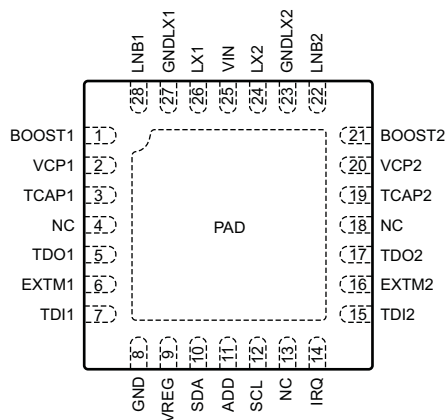 LNB1
GNDLX1
LX1
VIN
LX2
GNDLX2
LNB2
28
27
26
25
24
23
22
BOOST1 1
VCP1 2
TCAP1 3
NC 4
TDO1 5
EXTM1 6
TDI1 7
PAD
21 BOOST2
20 VCP2
19 TCAP2
18 NC
17 TDO2
16 EXTM2
15 TDI2
8
9
10
11
12
13
14
GND
VREG
SDA
ADD
SCL
NC
IRQ